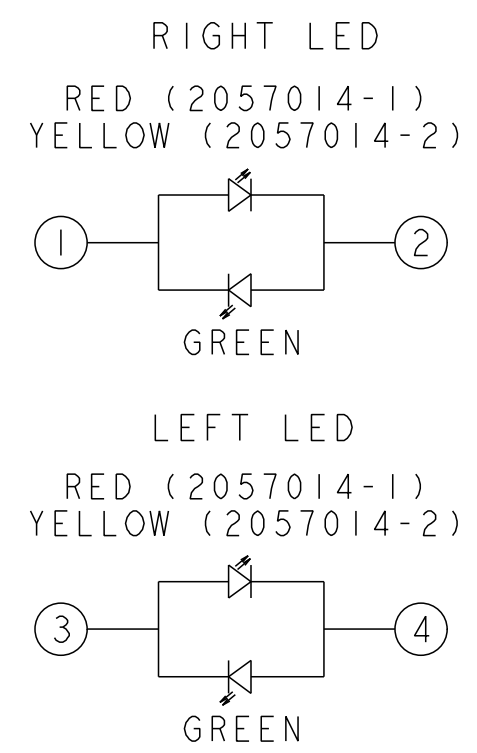 RIGHT LED
RED (2057014-1)
YELLOW (2057014-2)
1 2
GREEN
LEFT LED
RED (2057014-1)
YELLOW (2057014-2)
3 4
GREEN